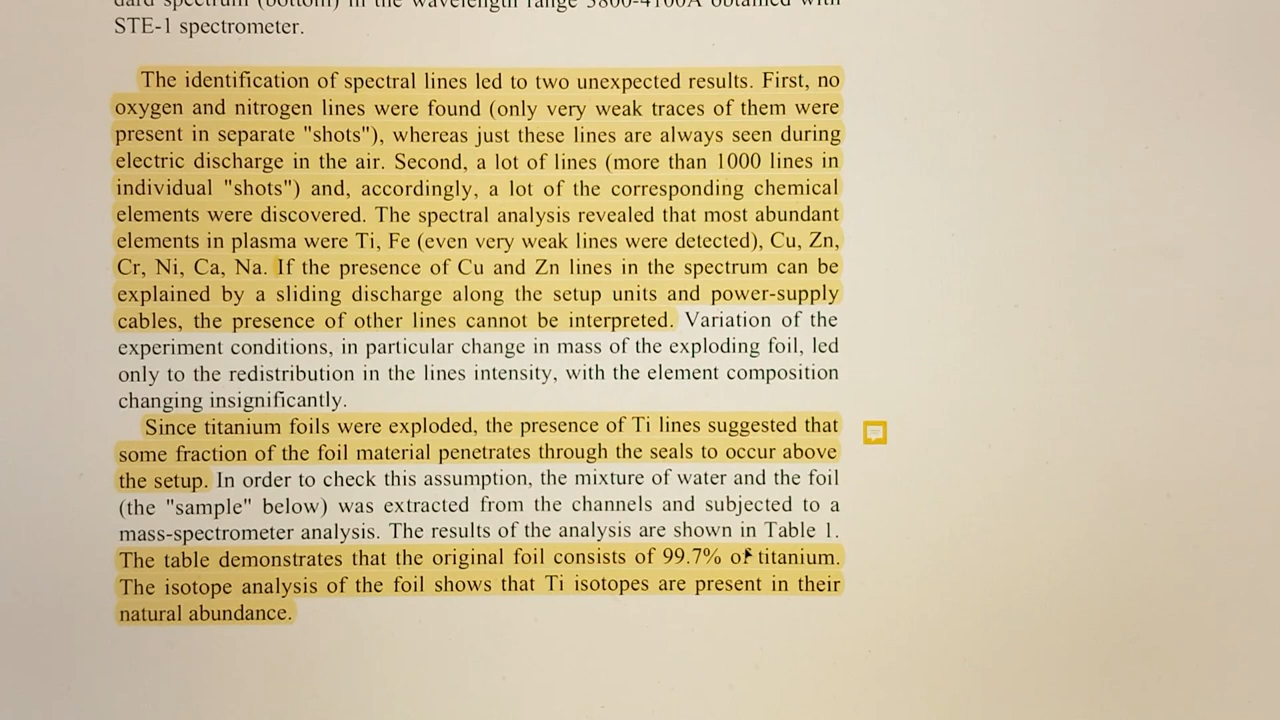 dard spectrum (bottom) in the wavelength range 3800-4100A obtained with
STE-1 spectrometer.
The identification of spectral lines led to two unexpected results. First, no
oxygen and nitrogen lines were found (only very weak traces of them were
present in separate "shots"), whereas just these lines are always seen during
electric discharge in the air. Second, a lot of lines (more than 1000 lines in
individual "shots") and, accordingly, a lot of the corresponding chemical
elements were discovered. The spectral analysis revealed that most abundant
elements in plasma were Ti, Fe (even very weak lines were detected), Cu, Zn,
Cr, Ni, Ca, Na. If the presence of Cu and Zn lines in the spectrum can be
explained by a sliding discharge along the setup units and power-supply
cables, the presence of other lines cannot be interpreted. Variation of the
experiment conditions, in particular change in mass of the exploding foil, led
only to the redistribution in the lines intensity, with the element composition
changing insignificantly.
Since titanium foils were exploded, the presence of Ti lines suggested that
some fraction of the foil material penetrates through the seals to occur above
the setup. In order to check this assumption, the mixture of water and the foil
(the "sample" below) was extracted from the channels and subjected to a
mass-spectrometer analysis. The results of the analysis are shown in Table 1.
The table demonstrates that the original foil consists of 99.7% of titanium.
The isotope analysis of the foil shows that Ti isotopes are present in their
natural abundance.